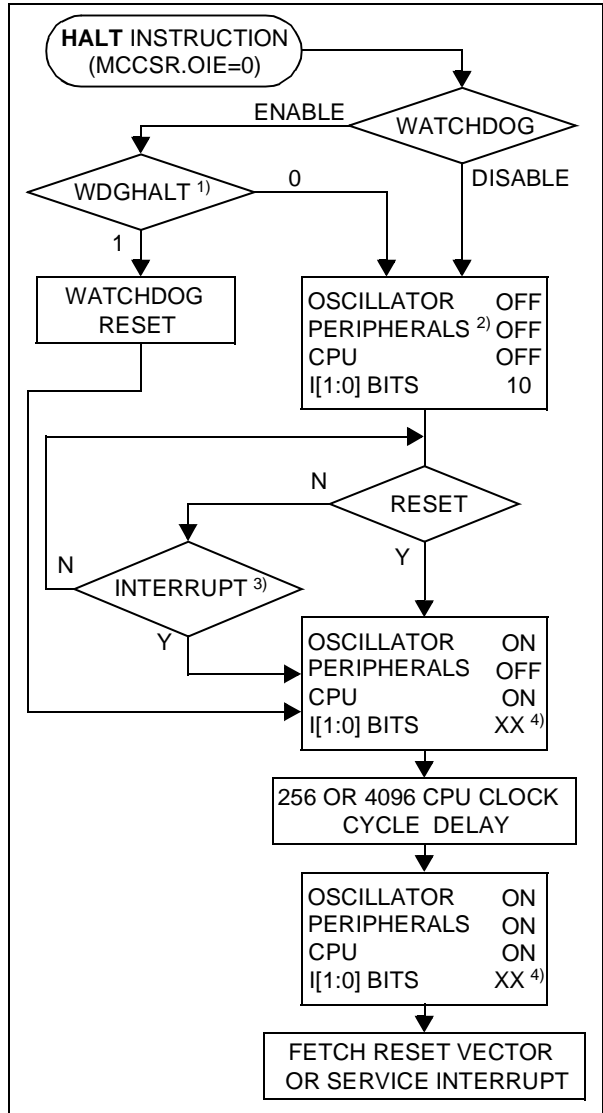 HALT INSTRUCTION
(MCCSR.OIE=0)
ENABLE
WATCHDOG
WDGHALT 1)
0
DISABLE
1
WATCHDOG
RESET
OSCILLATOR OFF
PERIPHERALS 2) OFF
CPU OFF
I[1:0] BITS 10
N
RESET
N
Y
INTERRUPT 3)
Y
OSCILLATOR ON
PERIPHERALS OFF
CPU ON
I[1:0] BITS XX 4)
256 OR 4096 CPU CLOCK
CYCLE DELAY
OSCILLATOR ON
PERIPHERALS ON
CPU ON
I[1:0] BITS XX 4)
FETCH RESET VECTOR
OR SERVICE INTERRUPT